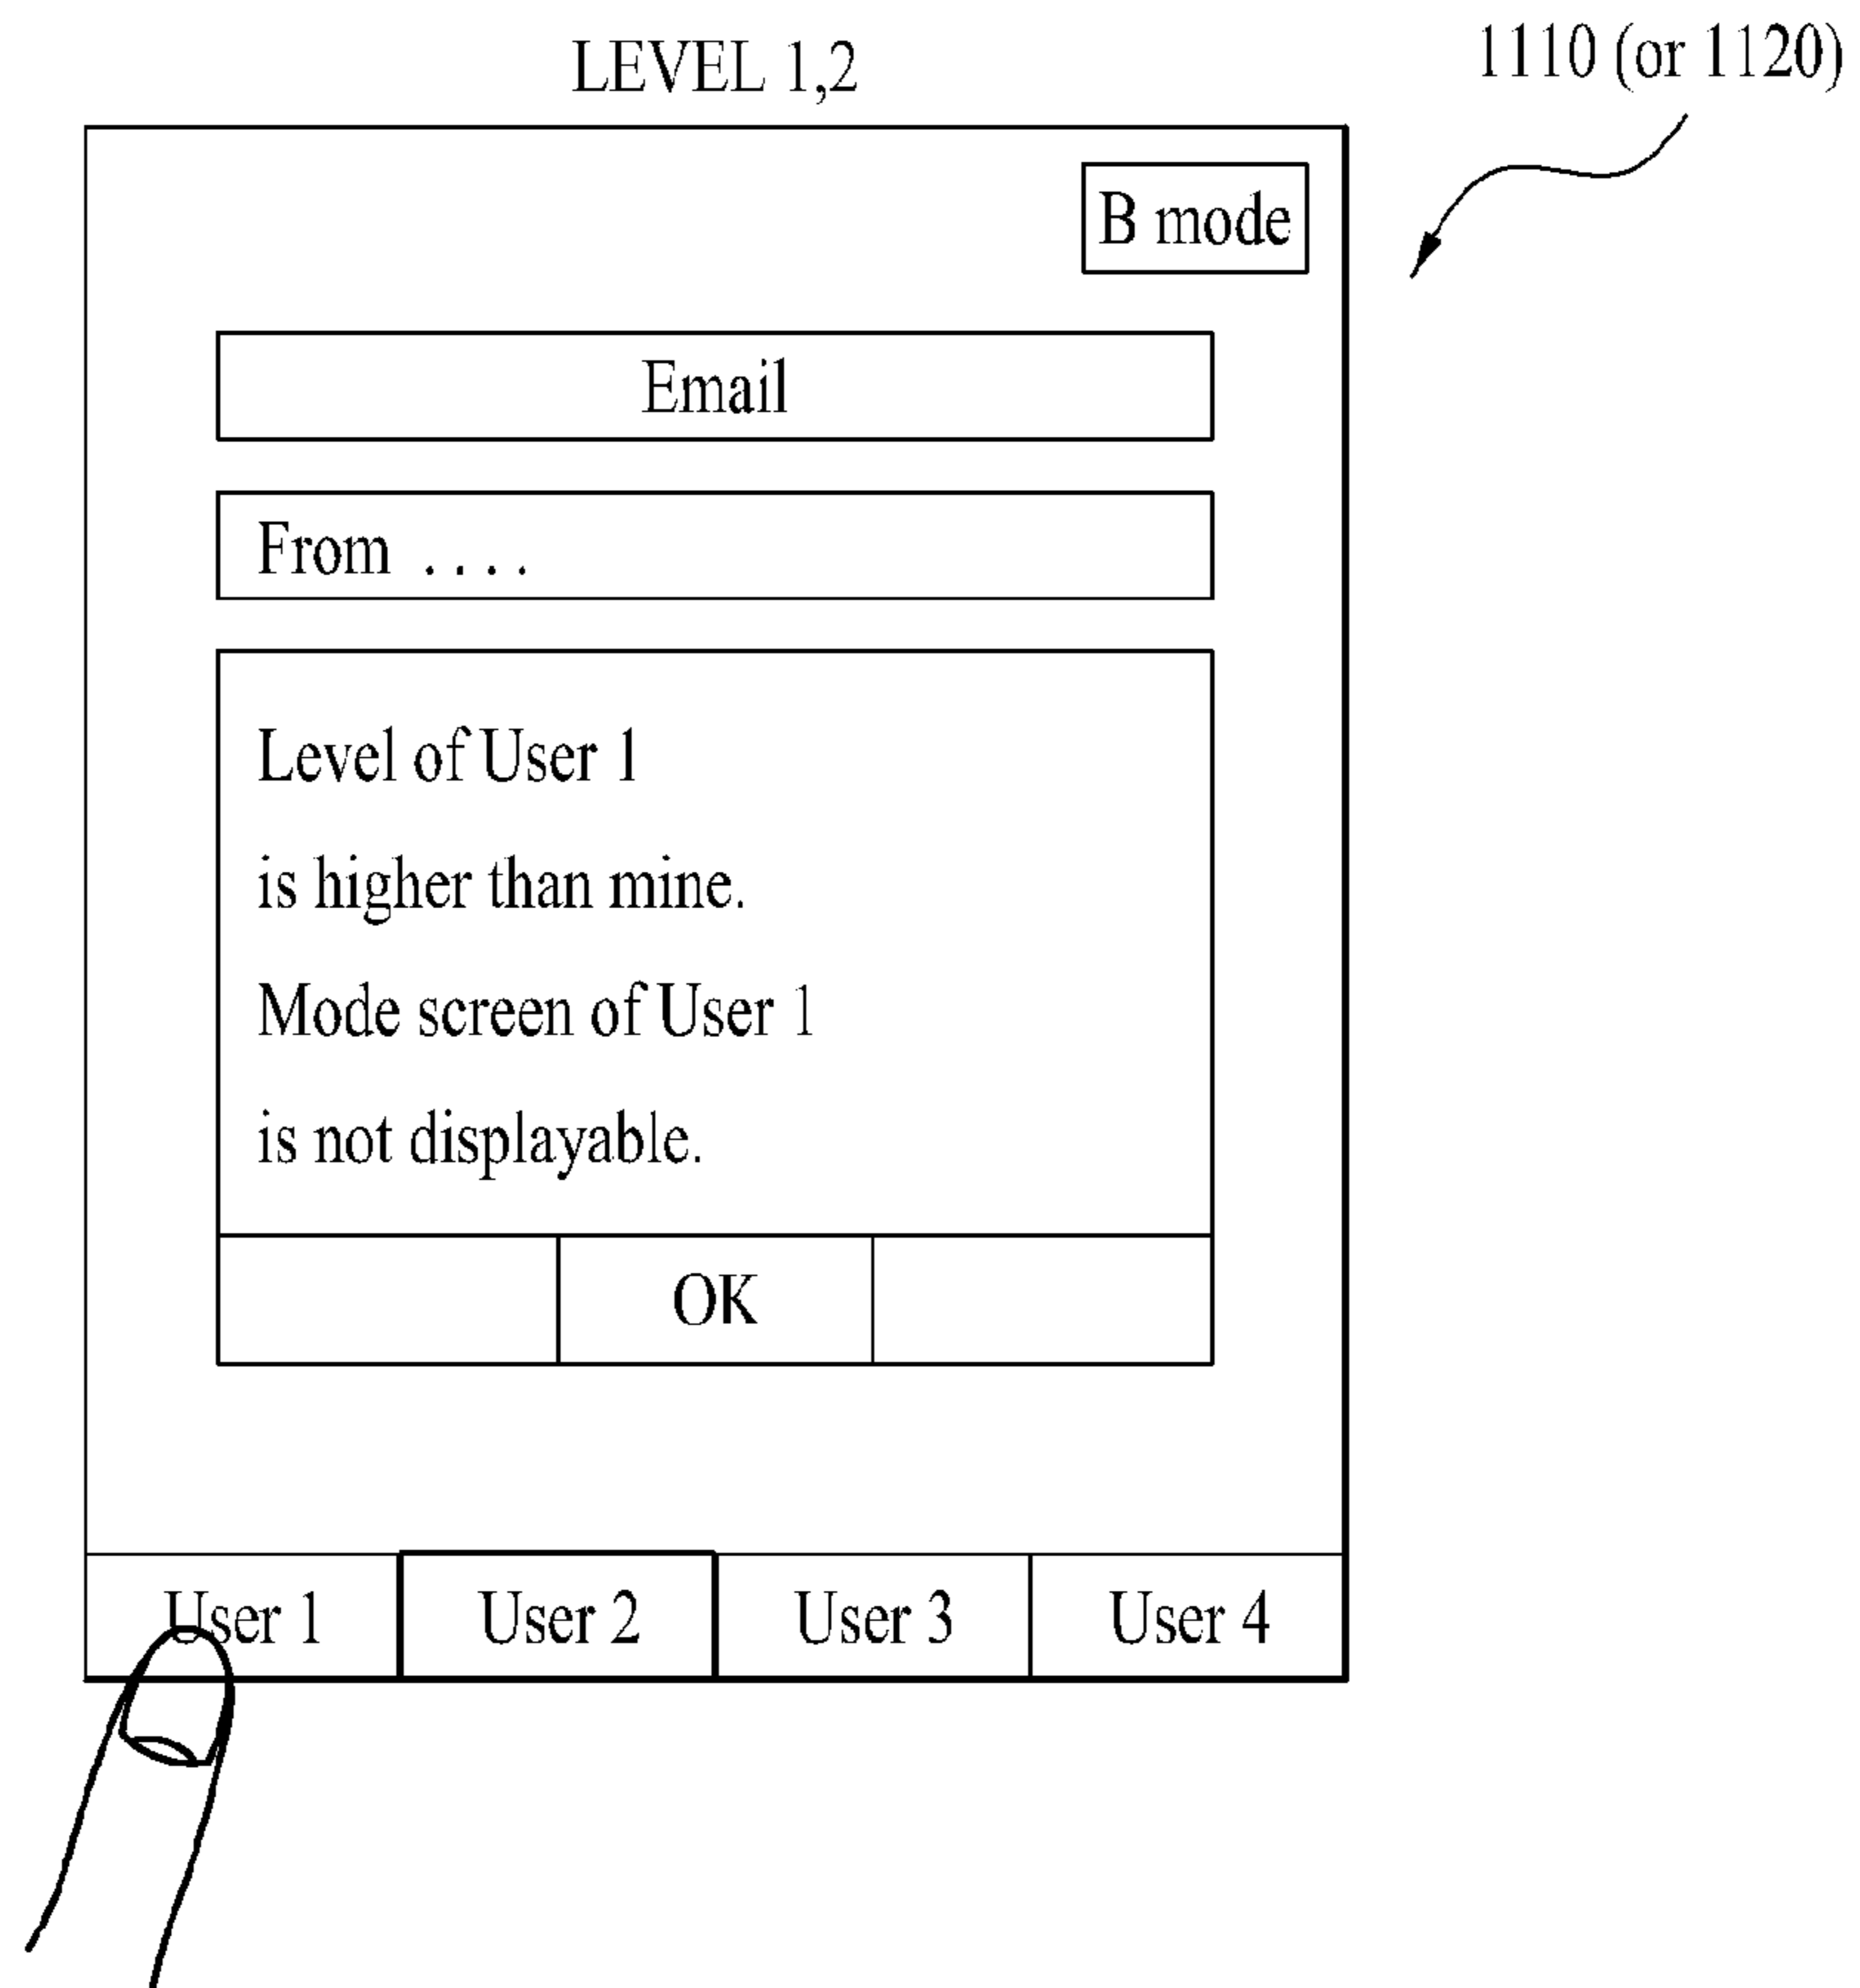 LEVEL 1,2
1110 (or 1120)
B mode
Email
From ....
Level of User 1
is higher than mine.
Mode screen of User 1
is not displayable.
OK
User 1 User 2 User 3 User 4